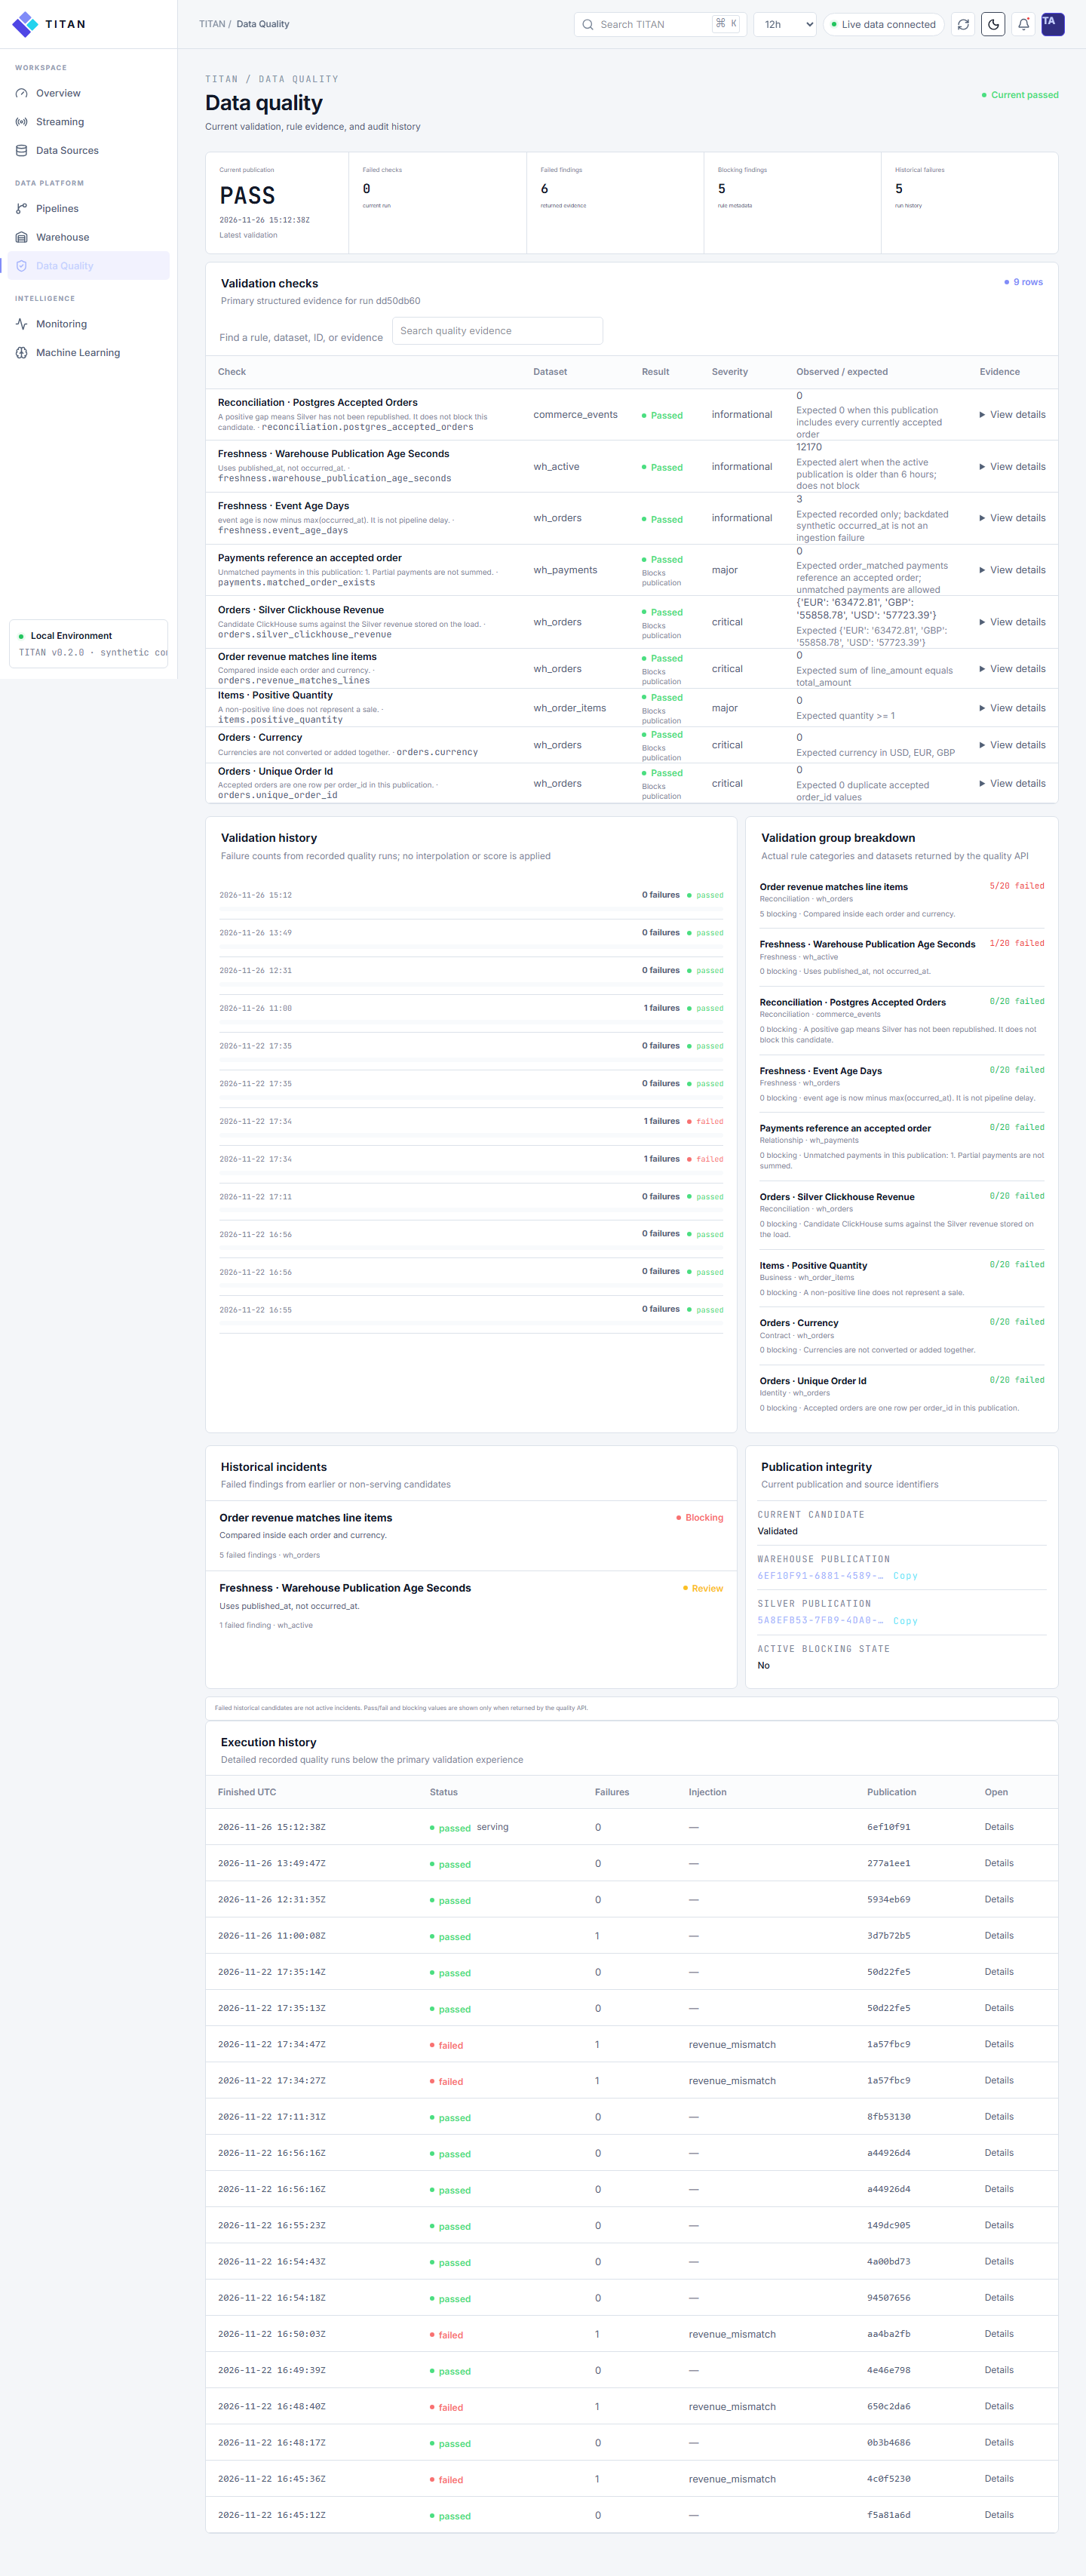 TITAN
TITAN / Data Quality
Search TITAN
⌘ K
12h
Live data connected
TA
WORKSPACE
Overview
Streaming
Data Sources
DATA PLATFORM
Pipelines
Warehouse
Data Quality
INTELLIGENCE
Monitoring
Machine Learning
Local Environment
TITAN v0.2.0 · synthetic co
TITAN / DATA QUALITY
Data quality
Current validation, rule evidence, and audit history
Current passed
Current publication
PASS
2026-11-26 15:12:38Z
Latest validation
Failed checks
0
current run
Failed findings
6
returned evidence
Blocking findings
5
rule metadata
Historical failures
5
run history
Validation checks
Primary structured evidence for run dd50db60
9 rows
Find a rule, dataset, ID, or evidence
Search quality evidence
Check Dataset Result Severity Observed / expected Evidence
Reconciliation · Postgres Accepted Orders
A positive gap means Silver has not been republished. It does not block this
candidate. · reconciliation.postgres_accepted_orders
commerce_events
Passed
informational
0
Expected 0 when this publication
includes every currently accepted
order
View details
Freshness · Warehouse Publication Age Seconds
Uses published_at, not occurred_at. ·
freshness.warehouse_publication_age_seconds
wh_active
Passed
informational
12170
Expected alert when the active
publication is older than 6 hours;
does not block
View details
Freshness · Event Age Days
event age is now minus max(occurred_at). It is not pipeline delay. ·
freshness.event_age_days
wh_orders
Passed
informational
3
Expected recorded only; backdated
synthetic occurred_at is not an
ingestion failure
View details
Payments reference an accepted order
Unmatched payments in this publication: 1. Partial payments are not summed. ·
payments.matched_order_exists
wh_payments
Passed
Blocks
publication
major
0
Expected order_matched payments
reference an accepted order;
unmatched payments are allowed
View details
Orders · Silver Clickhouse Revenue
Candidate ClickHouse sums against the Silver revenue stored on the load. ·
orders.silver_clickhouse_revenue
wh_orders
Passed
Blocks
publication
critical
{'EUR': '63472.81', 'GBP':
'55858.78', 'USD': '57723.39'}
Expected {'EUR': '63472.81', 'GBP':
'55858.78', 'USD': '57723.39'}
View details
Order revenue matches line items
Compared inside each order and currency. ·
orders.revenue_matches_lines
wh_orders
Passed
Blocks
publication
critical
0
Expected sum of line_amount equals
total_amount
View details
Items · Positive Quantity
A non-positive line does not represent a sale. ·
items.positive_quantity
wh_order_items
Passed
Blocks
publication
major
0
Expected quantity >= 1
View details
Orders · Currency
Currencies are not converted or added together. · orders.currency
wh_orders
Passed
Blocks
publication
critical
0
Expected currency in USD, EUR, GBP
View details
Orders · Unique Order Id
Accepted orders are one row per order_id in this publication. ·
orders.unique_order_id
wh_orders
Passed
Blocks
publication
critical
0
Expected 0 duplicate accepted
order_id values
View details
Validation history
Failure counts from recorded quality runs; no interpolation or score is applied
2026-11-26 15:12 0 failures passed
2026-11-26 13:49 0 failures passed
2026-11-26 12:31 0 failures passed
2026-11-26 11:00 1 failures passed
2026-11-22 17:35 0 failures passed
2026-11-22 17:35 0 failures passed
2026-11-22 17:34 1 failures failed
2026-11-22 17:34 1 failures failed
2026-11-22 17:11 0 failures passed
2026-11-22 16:56 0 failures passed
2026-11-22 16:56 0 failures passed
2026-11-22 16:55 0 failures passed
Validation group breakdown
Actual rule categories and datasets returned by the quality API
Order revenue matches line items 5/20 failed
Reconciliation · wh_orders
5 blocking · Compared inside each order and currency.
Freshness · Warehouse Publication Age Seconds 1/20 failed
Freshness · wh_active
0 blocking · Uses published_at, not occurred_at.
Reconciliation · Postgres Accepted Orders 0/20 failed
Reconciliation · commerce_events
0 blocking · A positive gap means Silver has not been republished. It does not
block this candidate.
Freshness · Event Age Days 0/20 failed
Freshness · wh_orders
0 blocking · event age is now minus max(occurred_at). It is not pipeline delay.
Payments reference an accepted order 0/20 failed
Relationship · wh_payments
0 blocking · Unmatched payments in this publication: 1. Partial payments are not
summed.
Orders · Silver Clickhouse Revenue 0/20 failed
Reconciliation · wh_orders
0 blocking · Candidate ClickHouse sums against the Silver revenue stored on
the load.
Items · Positive Quantity 0/20 failed
Business · wh_order_items
0 blocking · A non-positive line does not represent a sale.
Orders · Currency 0/20 failed
Contract · wh_orders
0 blocking · Currencies are not converted or added together.
Orders · Unique Order Id 0/20 failed
Identity · wh_orders
0 blocking · Accepted orders are one row per order_id in this publication.
Historical incidents
Failed findings from earlier or non-serving candidates
Order revenue matches line items Blocking
Compared inside each order and currency.
5 failed findings · wh_orders
Freshness · Warehouse Publication Age Seconds Review
Uses published_at, not occurred_at.
1 failed finding · wh_active
Publication integrity
Current publication and source identifiers
CURRENT CANDIDATE
Validated
WAREHOUSE PUBLICATION
6EF10F91-6881-4589-… Copy
SILVER PUBLICATION
5A8EFB53-7FB9-4DA0-… Copy
ACTIVE BLOCKING STATE
No
Failed historical candidates are not active incidents. Pass/fail and blocking values are shown only when returned by the quality API.
Execution history
Detailed recorded quality runs below the primary validation experience
Finished UTC Status Failures Injection Publication Open
2026-11-26 15:12:38Z passed serving 0 — 6ef10f91 Details
2026-11-26 13:49:47Z passed 0 — 277a1ee1 Details
2026-11-26 12:31:35Z passed 0 — 5934eb69 Details
2026-11-26 11:00:08Z passed 1 — 3d7b72b5 Details
2026-11-22 17:35:14Z passed 0 — 50d22fe5 Details
2026-11-22 17:35:13Z passed 0 — 50d22fe5 Details
2026-11-22 17:34:47Z failed 1 revenue_mismatch 1a57fbc9 Details
2026-11-22 17:34:27Z failed 1 revenue_mismatch 1a57fbc9 Details
2026-11-22 17:11:31Z passed 0 — 8fb53130 Details
2026-11-22 16:56:16Z passed 0 — a44926d4 Details
2026-11-22 16:56:16Z passed 0 — a44926d4 Details
2026-11-22 16:55:23Z passed 0 — 149dc905 Details
2026-11-22 16:54:43Z passed 0 — 4a00bd73 Details
2026-11-22 16:54:18Z passed 0 — 94507656 Details
2026-11-22 16:50:03Z failed 1 revenue_mismatch aa4ba2fb Details
2026-11-22 16:49:39Z passed 0 — 4e46e798 Details
2026-11-22 16:48:40Z failed 1 revenue_mismatch 650c2da6 Details
2026-11-22 16:48:17Z passed 0 — 0b3b4686 Details
2026-11-22 16:45:36Z failed 1 revenue_mismatch 4c0f5230 Details
2026-11-22 16:45:12Z passed 0 — f5a81a6d Details